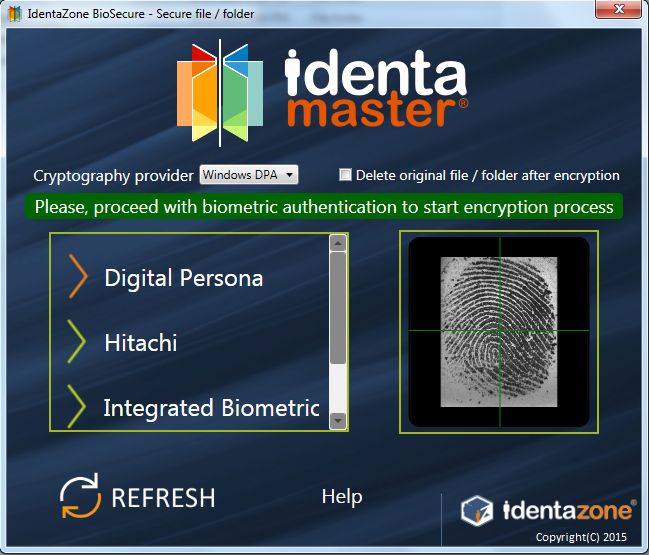 IdentaZone BioSecure - Secure file / folder
identa
master®
Cryptography provider Windows DPA Delete original file / folder after encryption
Please, proceed with biometric authentication to start encryption process
Digital Persona
Hitachi
Integrated Biometric
REFRESH
Help
identazone®
Copyright(C) 2015